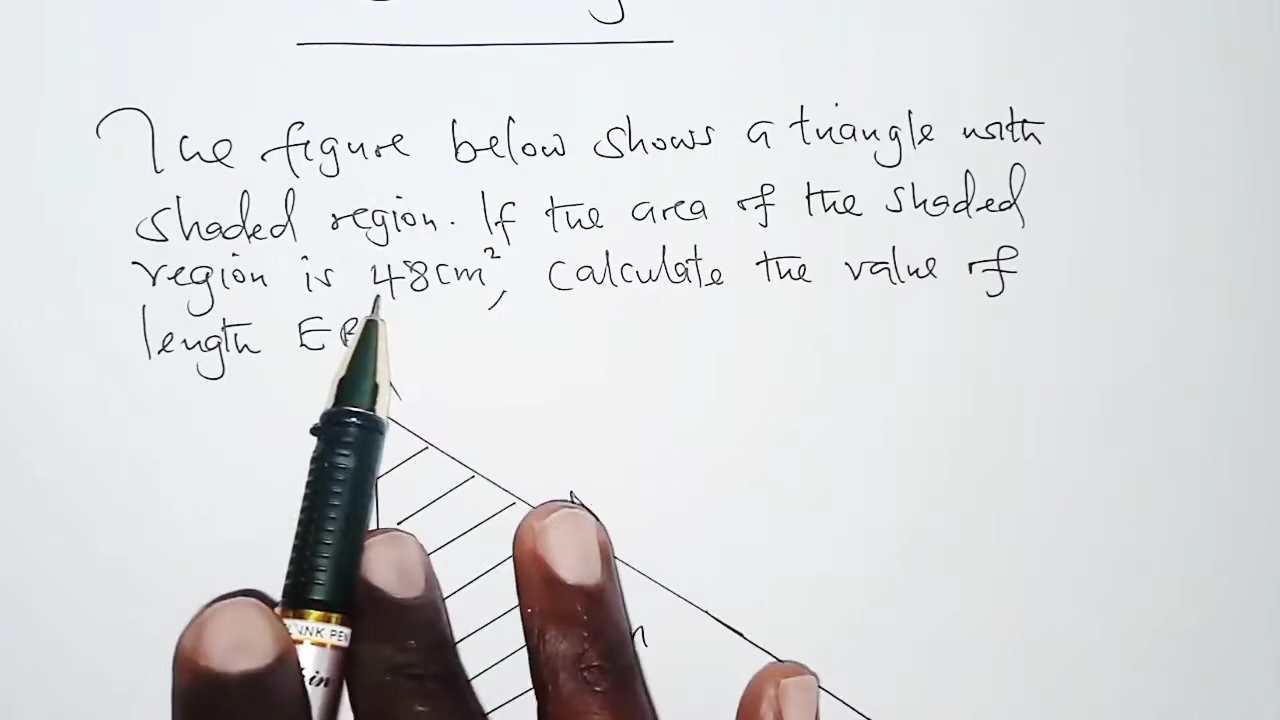 The figure below shows a triangle with
shaded region. If the area of the shaded
region is 48cm², calculate the value of
length
A